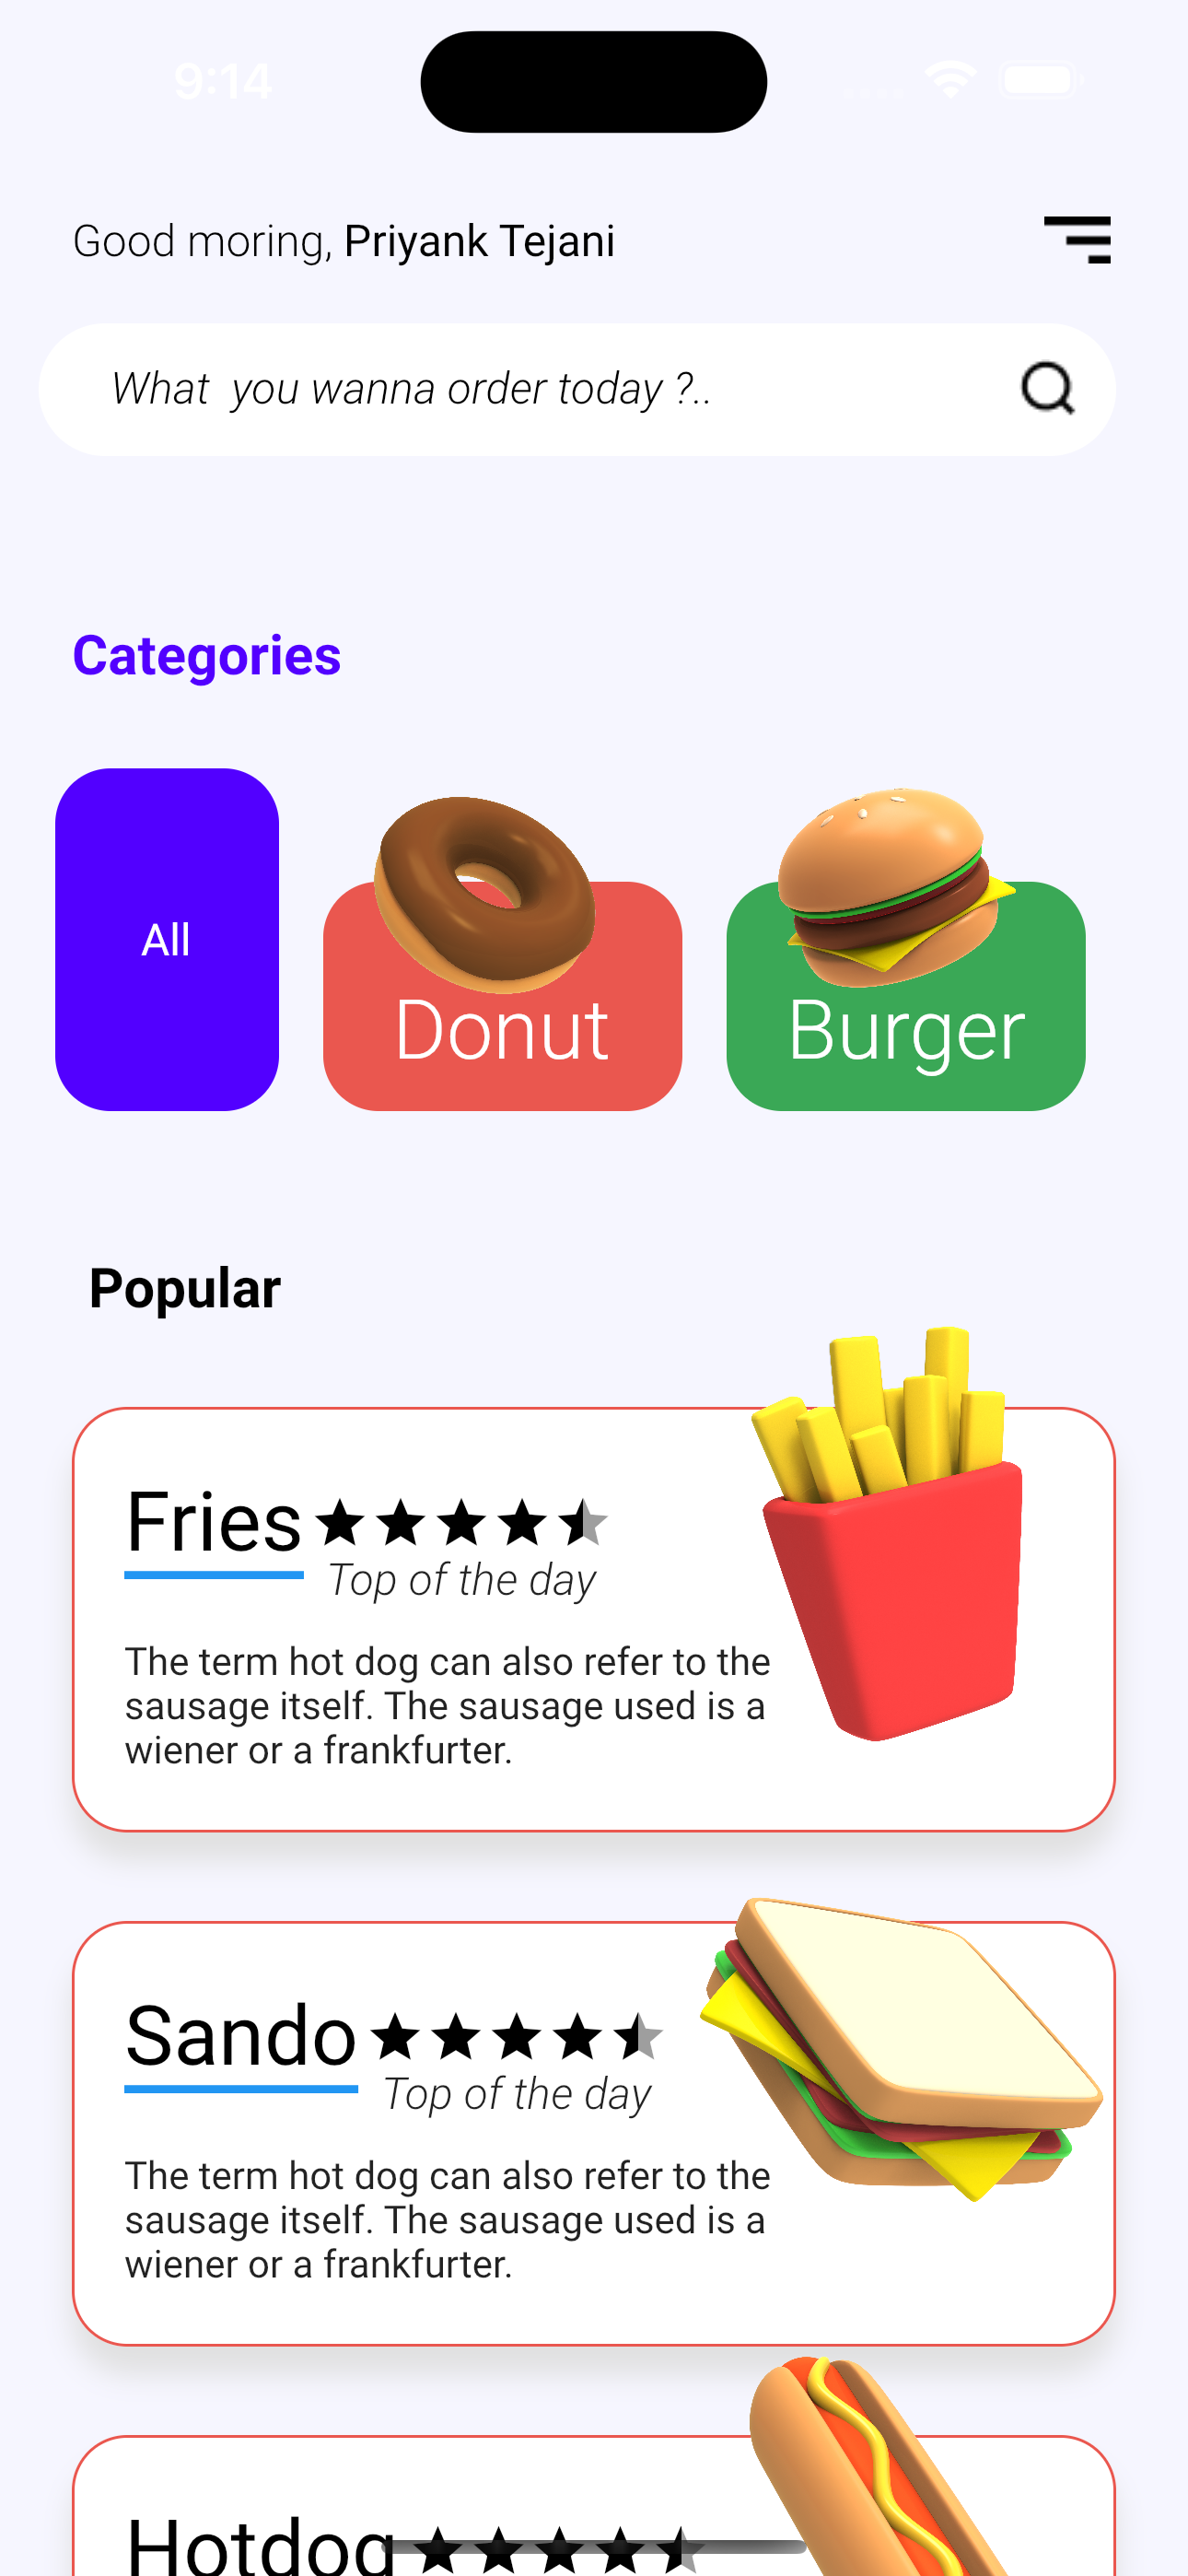 9:14
Good moring, Priyank Tejani
What  you wanna order today ?..
Categories
All
Donut
Burger
Popular
Fries
Top of the day
The term hot dog can also refer to the
sausage itself. The sausage used is a
wiener or a frankfurter.
Sando
Top of the day
The term hot dog can also refer to the
sausage itself. The sausage used is a
wiener or a frankfurter.
Hotdog